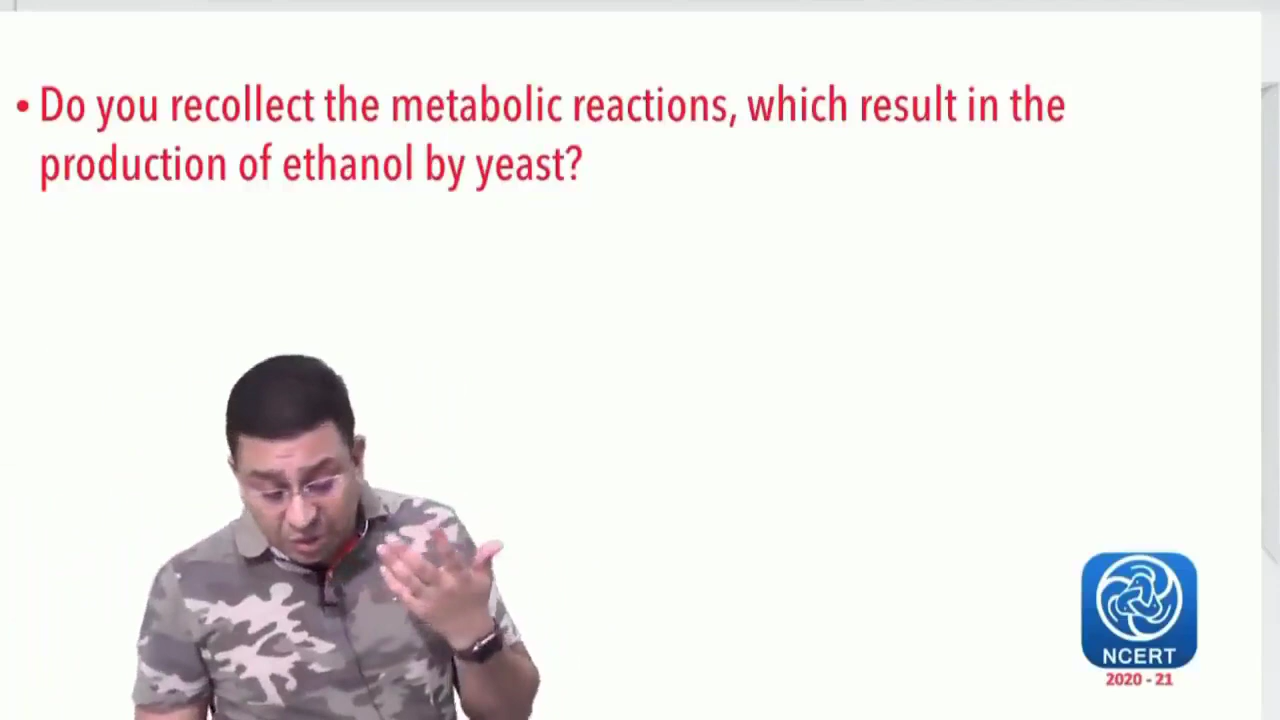 • Do you recollect the metabolic reactions, which result in the
production of ethanol by yeast?
NCERT
2020 - 21